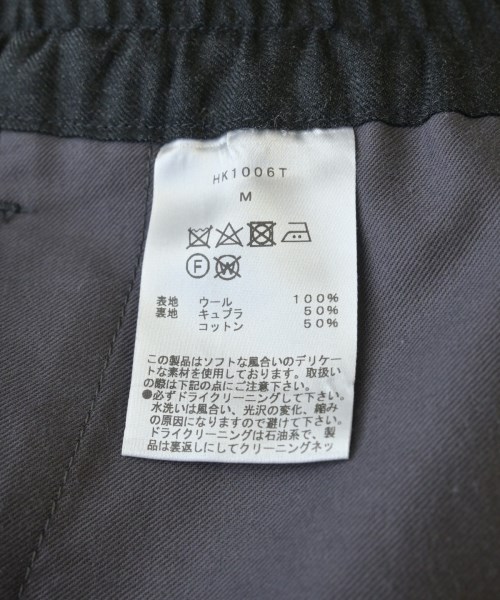 HK1006T
M
F W
表地 ウール 100%
裏地 キュプラ 50%
コットン 50%
この製品はソフトな風合いのデリケー
トな素材を使用しております。取扱い
の際は下記の点にご注意下さい。
●必ずドライクリーニングして下さい。
水洗いは風合い、光沢の変化、縮み
の原因になりますので避けて下さい。
ドライクリーニングは石油系で、製
品は裏返しにしてクリーニングネッ